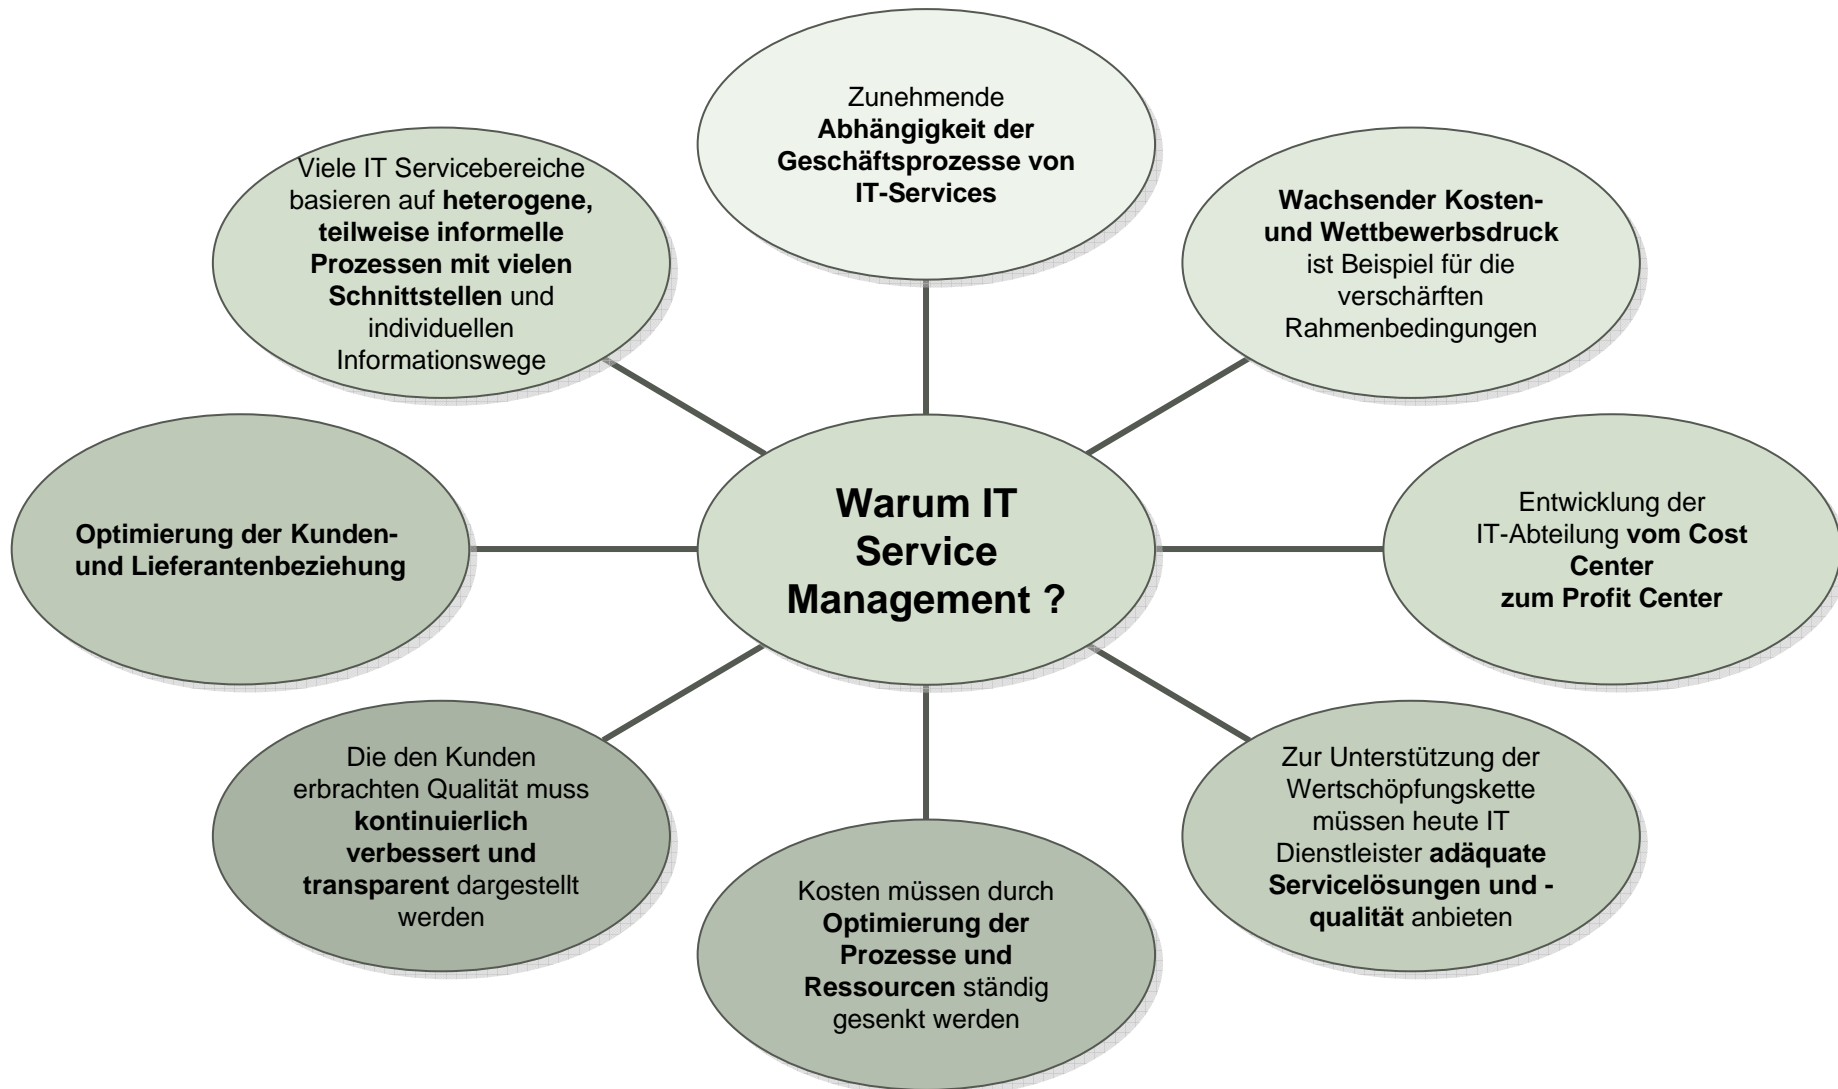 Zunehmende
Abhängigkeit der
Geschäftsprozesse von
IT-Services
Viele IT Servicebereiche
basieren auf heterogene,
teilweise informelle
Prozessen mit vielen
Schnittstellen und
individuellen
Informationswege
Wachsender Kosten-
und Wettbewerbsdruck
ist Beispiel für die
verschärften
Rahmenbedingungen
Optimierung der Kunden-
und Lieferantenbeziehung
Warum IT
Service
Management ?
Entwicklung der
IT-Abteilung vom Cost
Center
zum Profit Center
Die den Kunden
erbrachten Qualität muss
kontinuierlich
verbessert und
transparent dargestellt
werden
Kosten müssen durch
Optimierung der
Prozesse und
Ressourcen ständig
gesenkt werden
Zur Unterstützung der
Wertschöpfungskette
müssen heute IT
Dienstleister adäquate
Servicelösungen und -
qualität anbieten